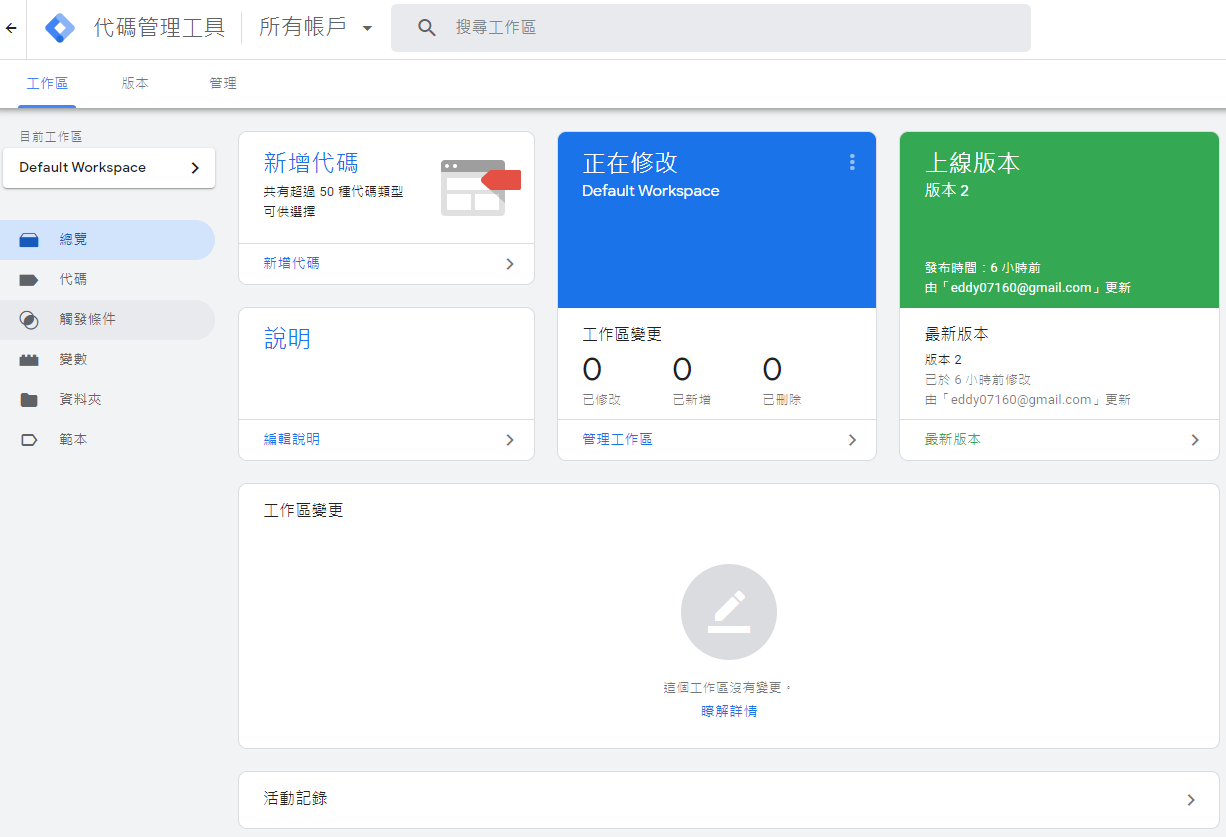 代碼管理工具
所有帳戶
搜尋工作區
工作區
版本
管理
目前工作區
Default Workspace
總覽
代碼
觸發條件
變數
資料夾
範本
新增代碼
共有超過 50 種代碼類型
可供選擇
新增代碼
說明
編輯說明
正在修改
Default Workspace
工作區變更
0
0
0
已修改
已新增
已刪除
管理工作區
上線版本
版本 2
發布時間：6 小時前
由「eddy07160@gmail.com」更新
最新版本
版本 2
已於 6 小時前修改
由「eddy07160@gmail.com」更新
最新版本
工作區變更
這個工作區沒有變更。
瞭解詳情
活動記錄